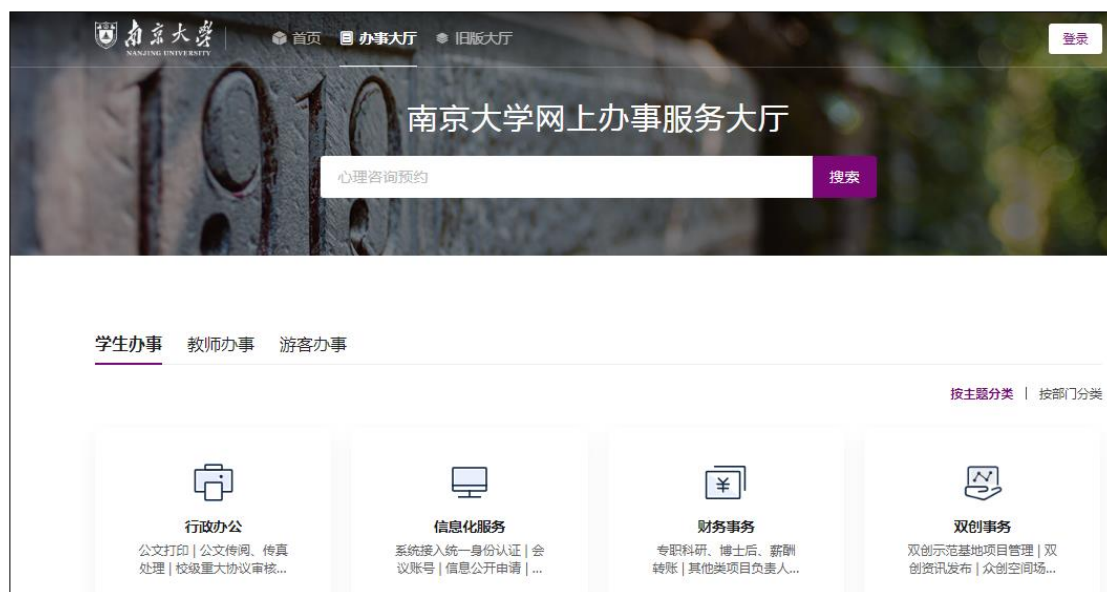 南京大学
NANJING UNIVERSITY
首页 办事大厅 旧版大厅 登录
1919
南京大学网上办事服务大厅
心理咨询预约 搜索
学生办事 教师办事 游客办事
按主题分类 | 按部门分类
行政办公
公文打印 | 公文传阅、传真
处理 | 校级重大协议审核...
信息化服务
系统接入统一身份认证 | 会
议账号 | 信息公开申请 | ...
财务事务
专职科研、博士后、薪酬
转账 | 其他类项目负责人...
双创事务
双创示范基地项目管理 | 双
创资讯发布 | 众创空间场...